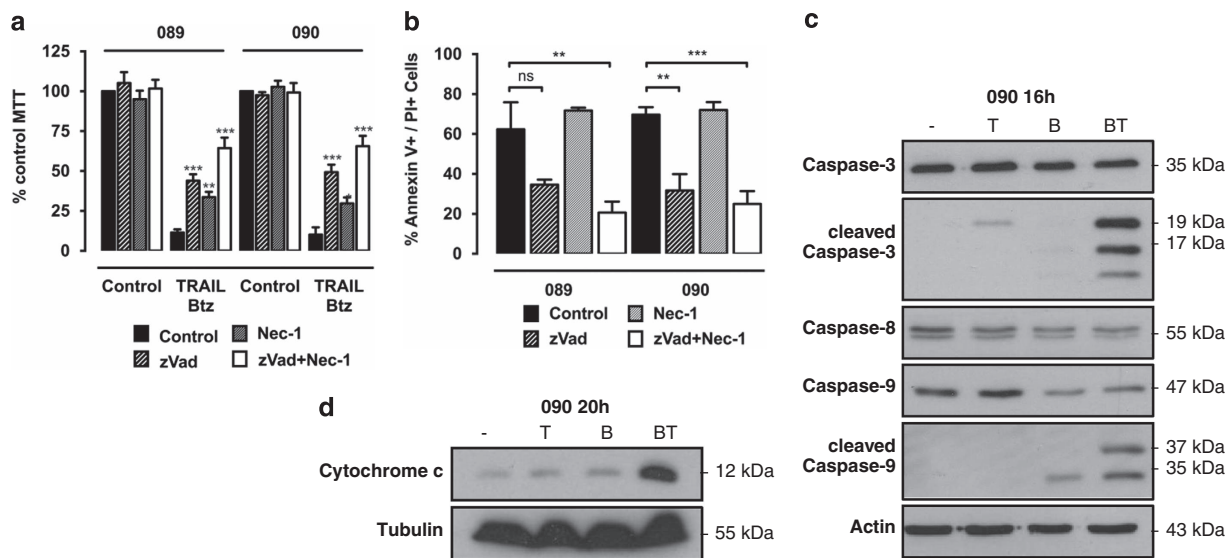 a
089
090
% control MTT
125
100
75
50
25
0
***
**
***
***
*
***
Control
TRAIL
Btz
Control
TRAIL
Btz
Control
Nec-1
zVad
zVad+Nec-1
b
% Annexin V+ / PI+ Cells
100
80
60
40
20
0
**
ns
***
**
089
090
Control
Nec-1
zVad
zVad+Nec-1
c
090 16h
- T B BT
Caspase-3
35 kDa
cleaved
Caspase-3
19 kDa
17 kDa
Caspase-8
55 kDa
Caspase-9
47 kDa
cleaved
Caspase-9
37 kDa
35 kDa
Actin
43 kDa
d
090 20h
- T B BT
Cytochrome c
12 kDa
Tubulin
55 kDa